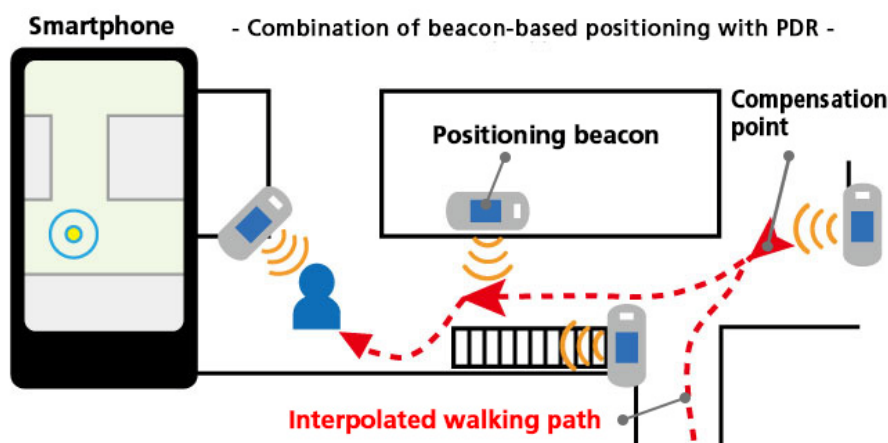 Smartphone
- Combination of beacon-based positioning with PDR -
Compensation
point
Positioning beacon
Interpolated walking path